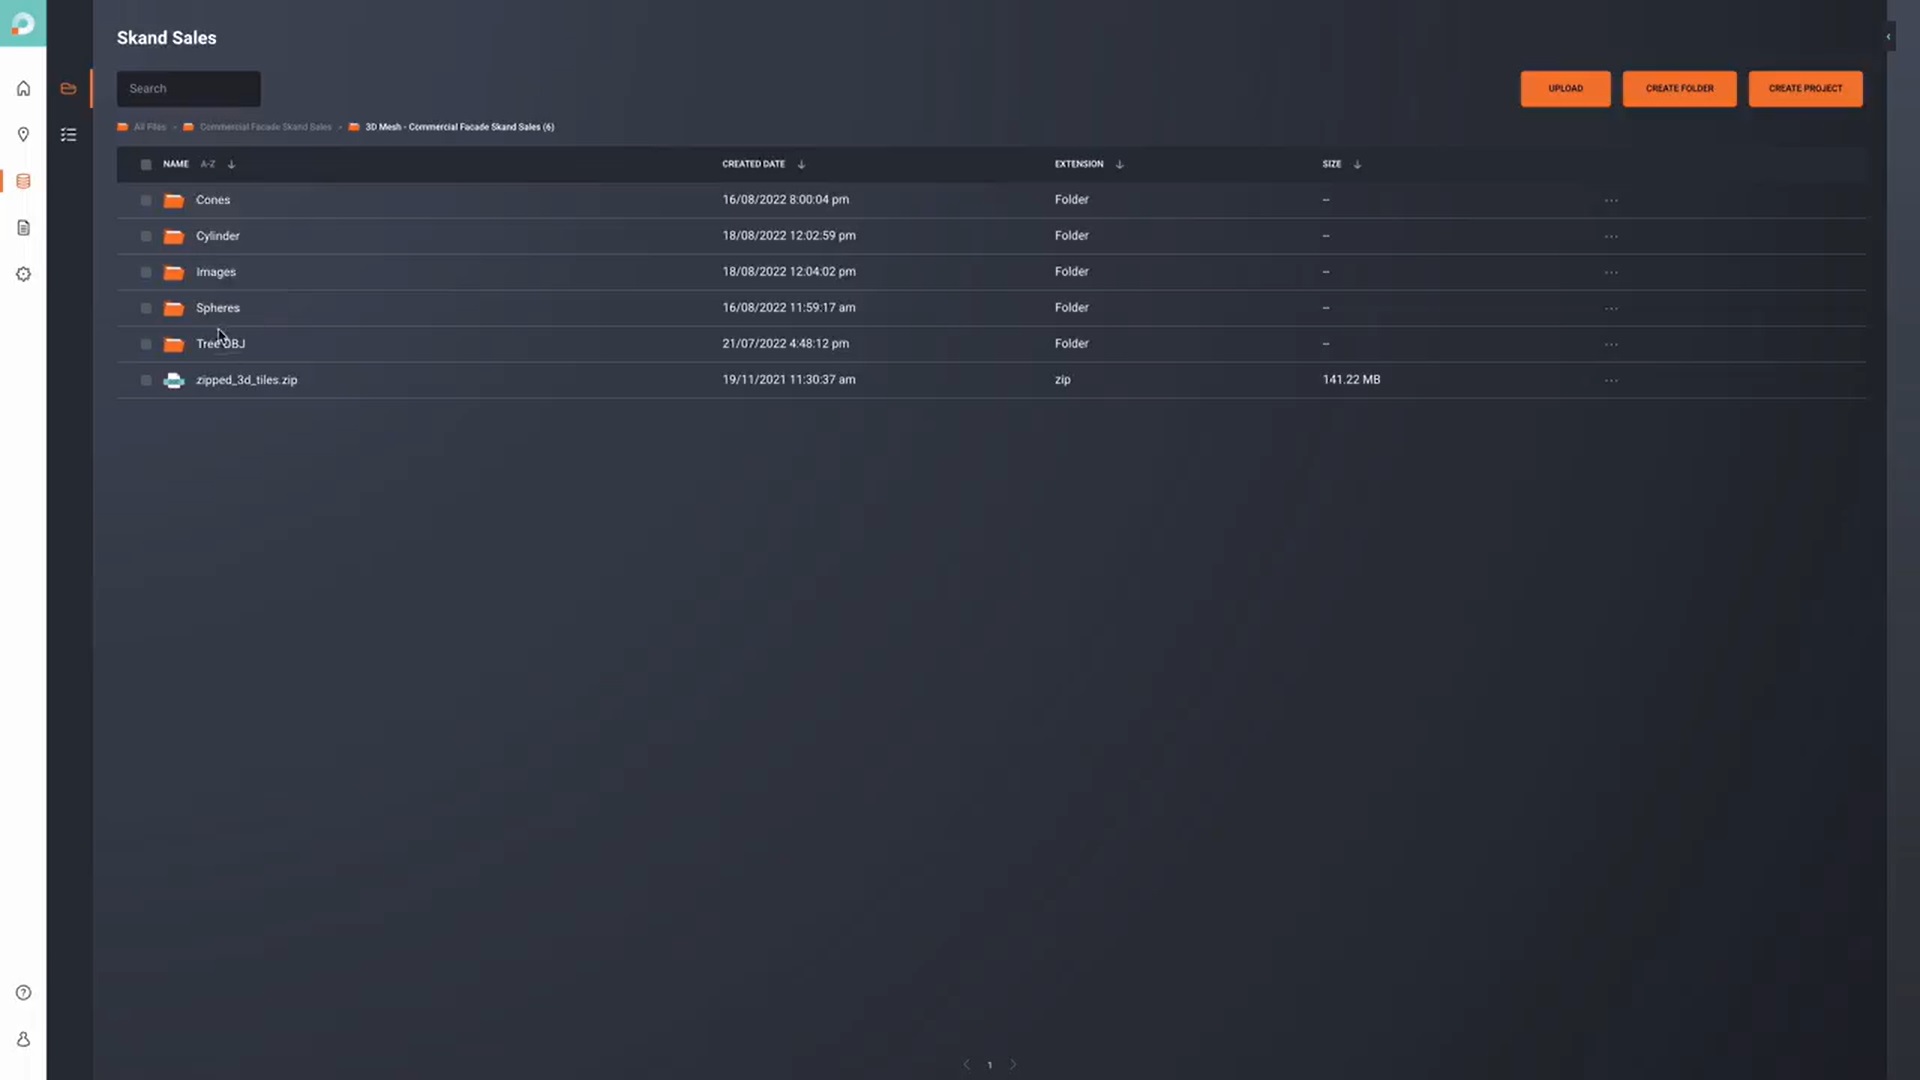 Skand Sales
Search
UPLOAD CREATE FOLDER CREATE PROJECT
All Files Commercial Facade Skand Sales 3D Mesh - Commercial Facade Skand Sales (6)
NAME A-Z CREATED DATE EXTENSION SIZE
Cones 16/08/2022 8:00:04 pm Folder --
Cylinder 18/08/2022 12:02:59 pm Folder --
Images 18/08/2022 12:04:02 pm Folder --
Spheres 16/08/2022 11:59:17 am Folder --
Tree OBJ 21/07/2022 4:48:12 pm Folder --
zipped_3d_tiles.zip 19/11/2021 11:30:37 am zip 141.22 MB
1